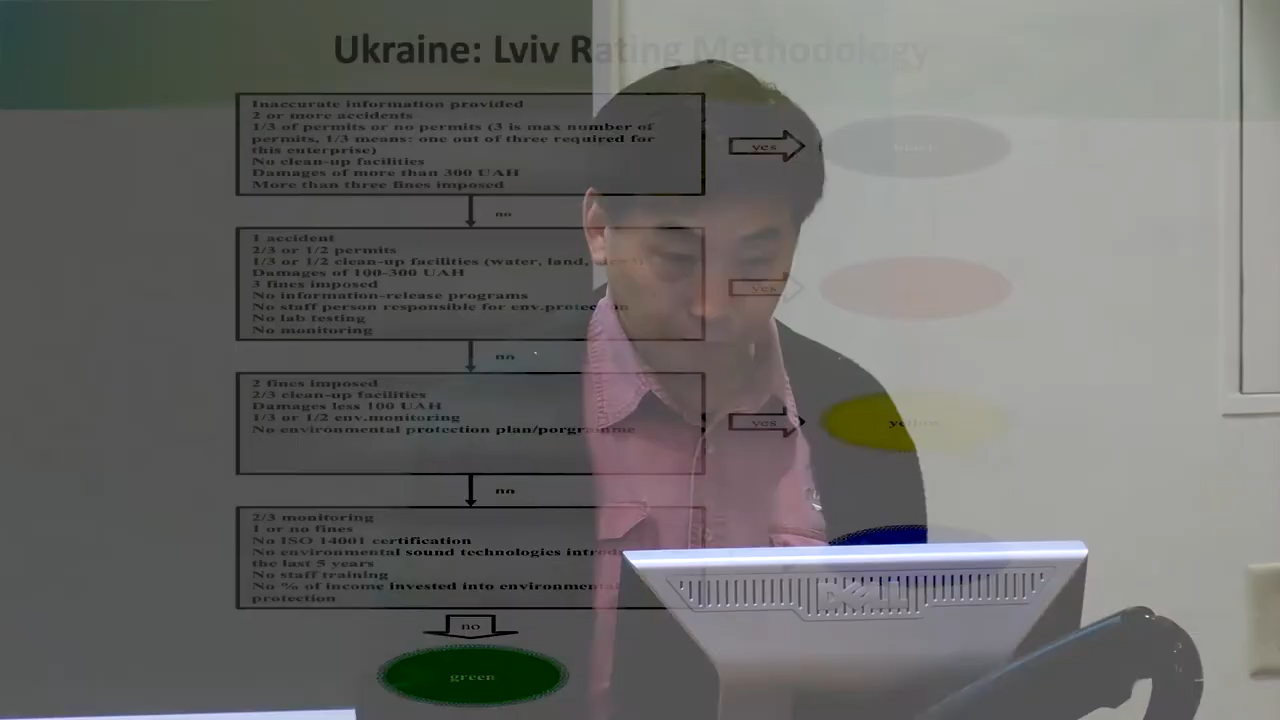 Ukraine: Lviv Rating Methodology
Inaccurate information provided
2 or more accidents
1/3 of permits or no permits (3 is max number of
permits, 1/3 means: one out of three required for
this enterprise)
No clean-up facilities
Damages of more than 300 UAH
More than three fines imposed
yes
black
no
1 accident
2/3 or 1/2 permits
1/3 or 1/2 clean-up facilities (water, land,
Damages of 100-300 UAH
3 fines imposed
No information-release programs
No staff person responsible for env.protection
No lab testing
No monitoring
yes
no
2 fines imposed
2/3 clean-up facilities
Damages less 100 UAH
1/3 or 1/2 env.monitoring
No environmental protection plan/porgramme
yes
yellow
no
2/3 monitoring
1 or no fines
No ISO 14001 certification
No environmental sound technologies
the last 5 years
No staff training
No % of income invested into environmental
protection
DELL
no
green